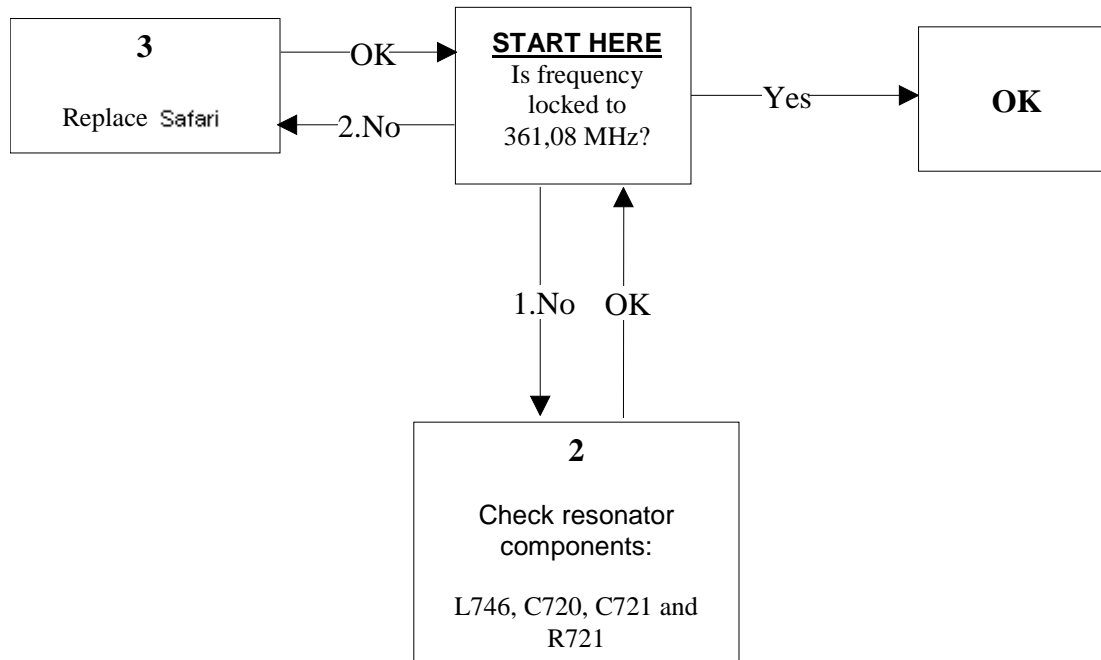 3
Replace Safari
OK
2.No
START HERE
Is frequency
locked to
361,08 MHz?
Yes
OK
1.No
OK
2
Check resonator
components:
L746, C720, C721 and
R721